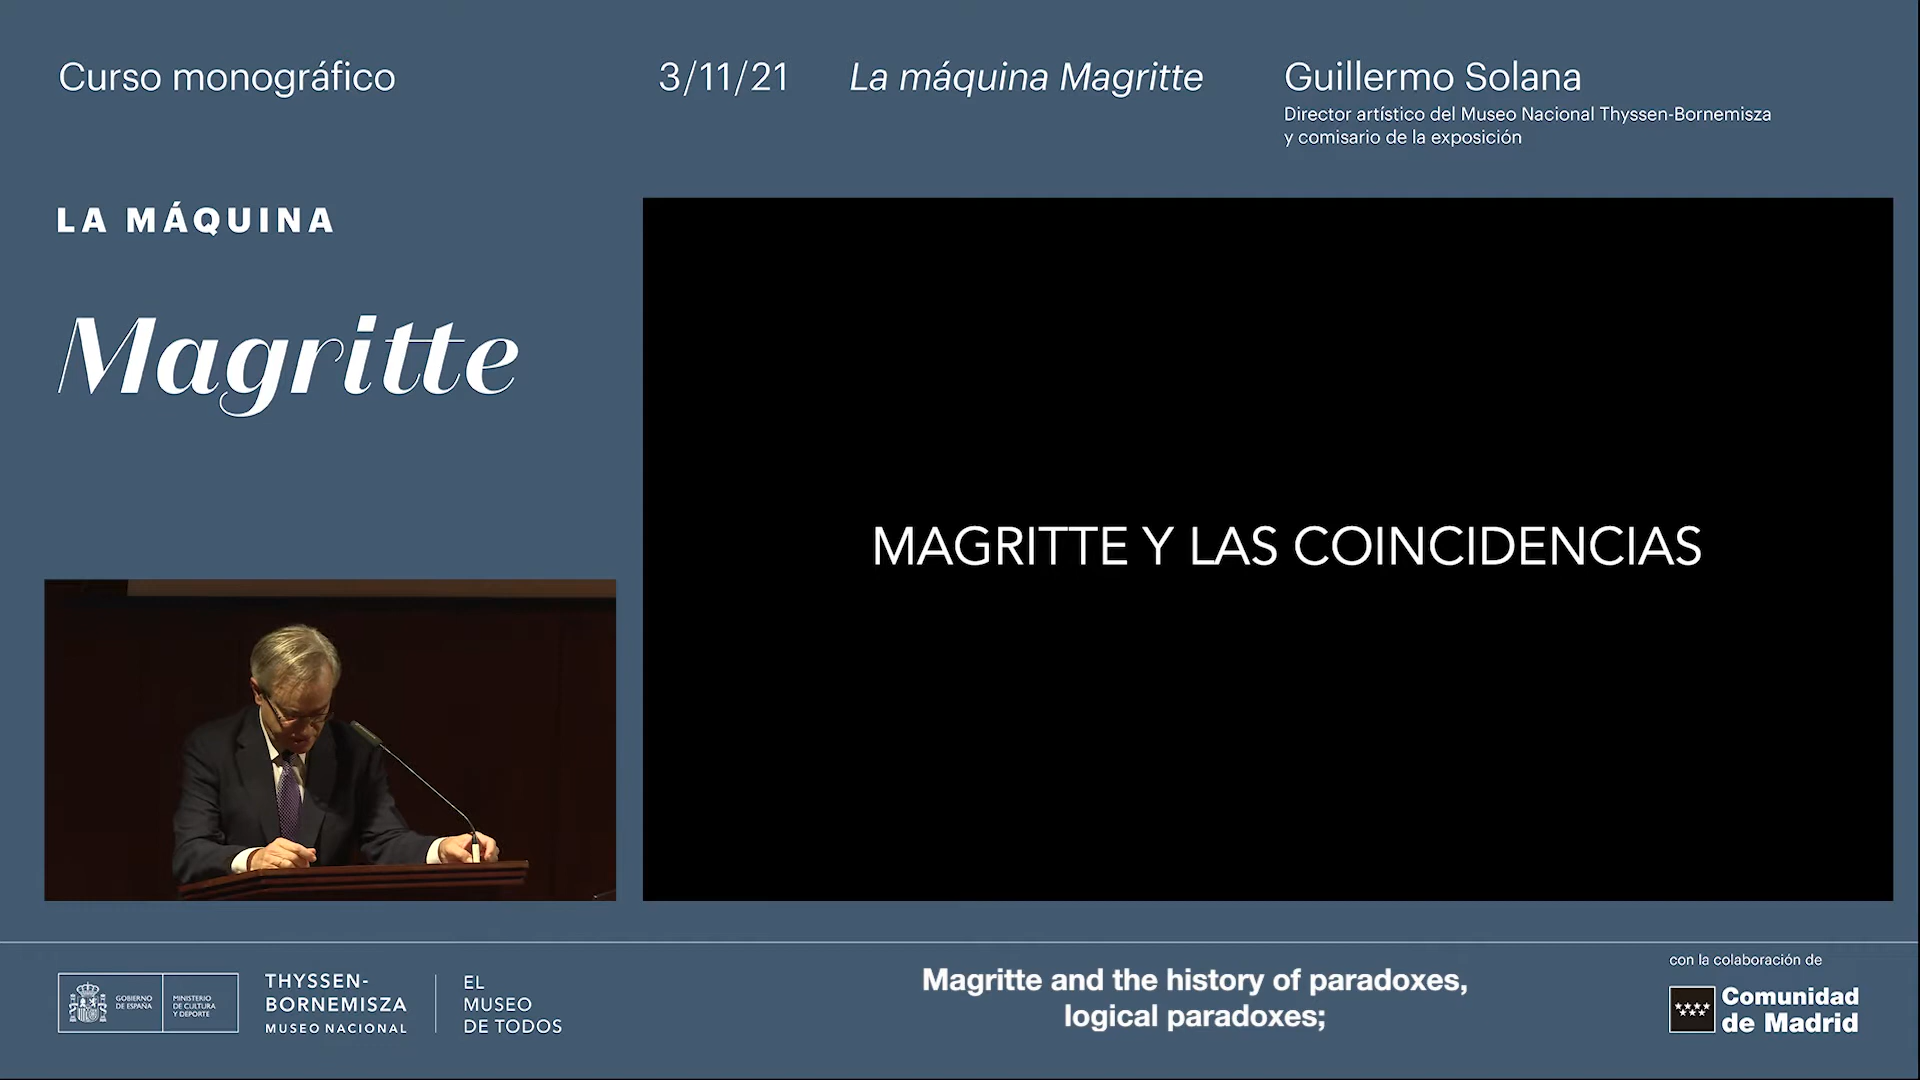 Curso monográfico
3/11/21
La máquina Magritte
Guillermo Solana
Director artístico del Museo Nacional Thyssen-Bornemisza
y comisario de la exposición
LA MÁQUINA
Magritte
MAGRITTE Y LAS COINCIDENCIAS
GOBIERNO
DE ESPAÑA
MINISTERIO
DE CULTURA
Y DEPORTE
THYSSEN-
BORNEMISZA
MUSEO NACIONAL
EL
MUSEO
DE TODOS
Magritte and the history of paradoxes,
logical paradoxes;
con la colaboración de
Comunidad
de Madrid